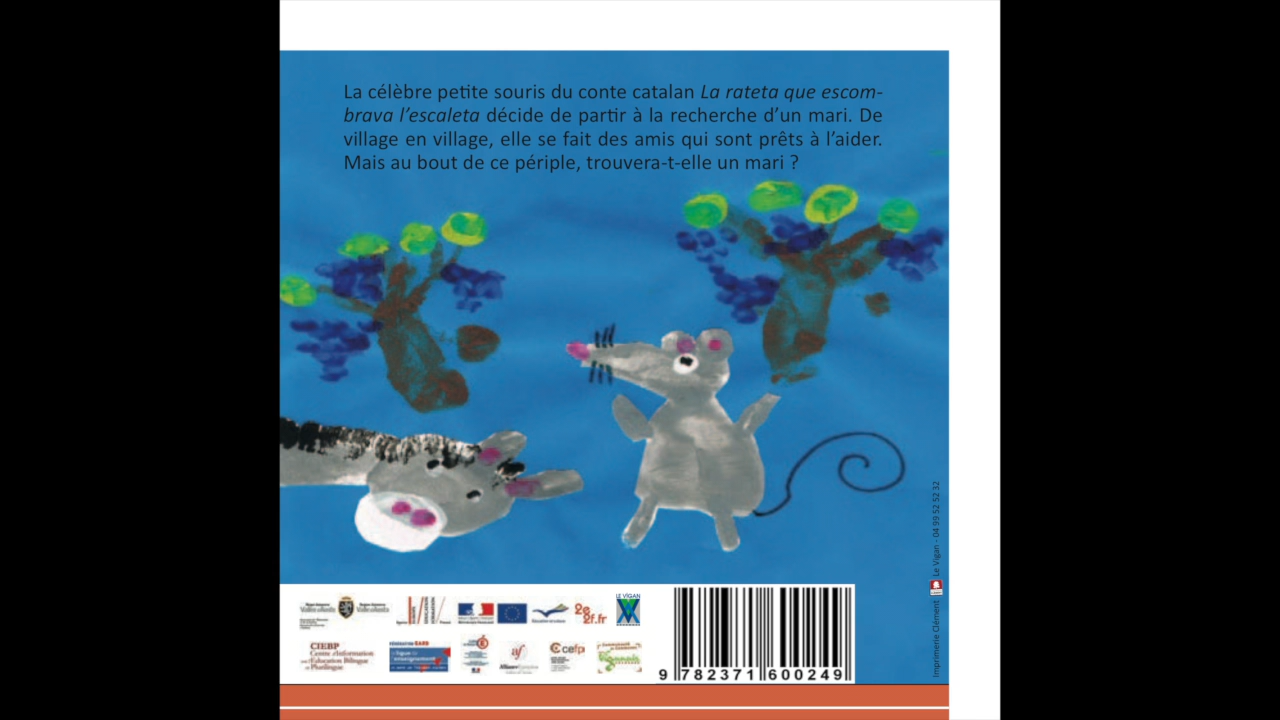 La célèbre petite souris du conte catalan La rateta que escom-
brava l’escaleta décide de partir à la recherche d’un mari. De
village en village, elle se fait des amis qui sont prêts à l’aider.
Mais au bout de ce périple, trouvera-t-elle un mari ?
Imprimerie Clément Le Vigan - 04 99 52 52 32
LE VIGAN
2e2f.fr
CIEBP
Centre d'Information
sur l'Éducation Bilingue
et Plurilingue
cefp
9 782371 600249